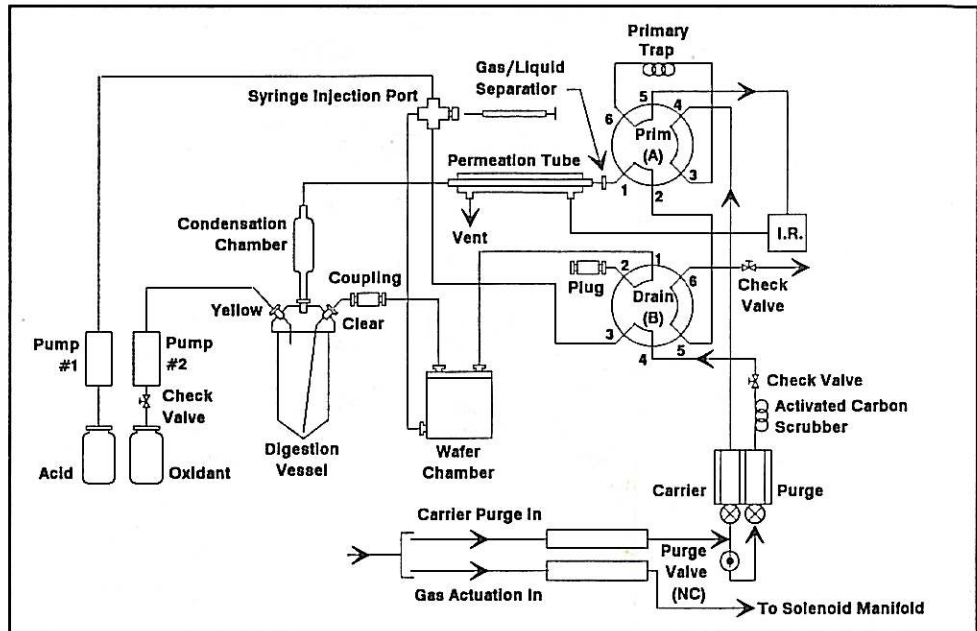 Primary
Trap
Gas/Liquid
Separatior
Syringe Injection Port
5
4
6
Prim
(A)
3
1
2
Permeation Tube
Condensation
Chamber
Vent
I.R.
Coupling
Plug
1
2
6
Drain
(B)
3
4
5
Check
Valve
Yellow
Clear
Pump
#1
Pump
#2
Check
Valve
Check Valve
Activated Carbon
Scrubber
Acid
Oxidant
Digestion
Vessel
Wafer
Chamber
Carrier
Purge
Carrier Purge In
Purge
Valve
(NC)
Gas Actuation In
To Solenoid Manifold